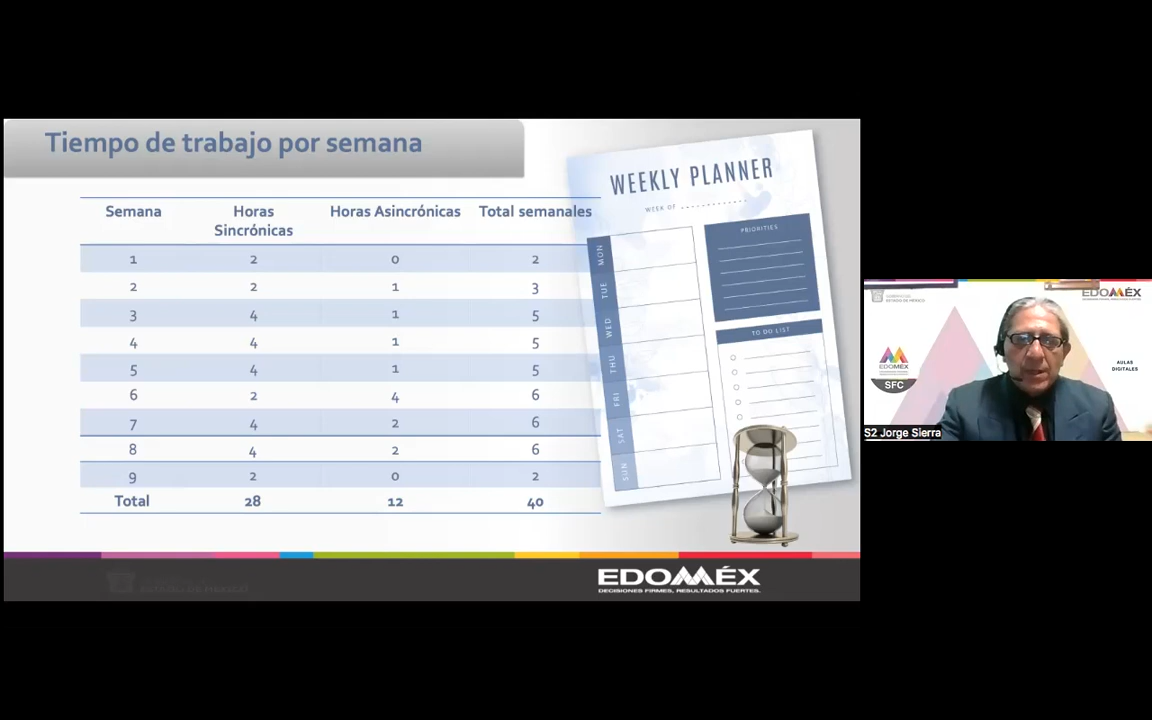 Tiempo de trabajo por semana
Semana Horas Sincrónicas Horas Asincrónicas Total semanales
1 2 0 2
2 2 1 3
3 4 1 5
4 4 1 5
5 4 1 5
6 2 4 6
7 4 2 6
8 4 2 6
9 2 0 2
Total 28 12 40
WEEKLY PLANNER
WEEK OF
PRIORITIES
MON
TUE
WED
THU
FRI
SAT
SUN
TO DO LIST
EDOMÉX
DECISIONES FIRMES, RESULTADOS FUERTES.
ESTADO DE MÉXICO
EDOMÉX
EDOMÉX
SFC
AULAS
DIGITALES
S2 Jorge Sierra